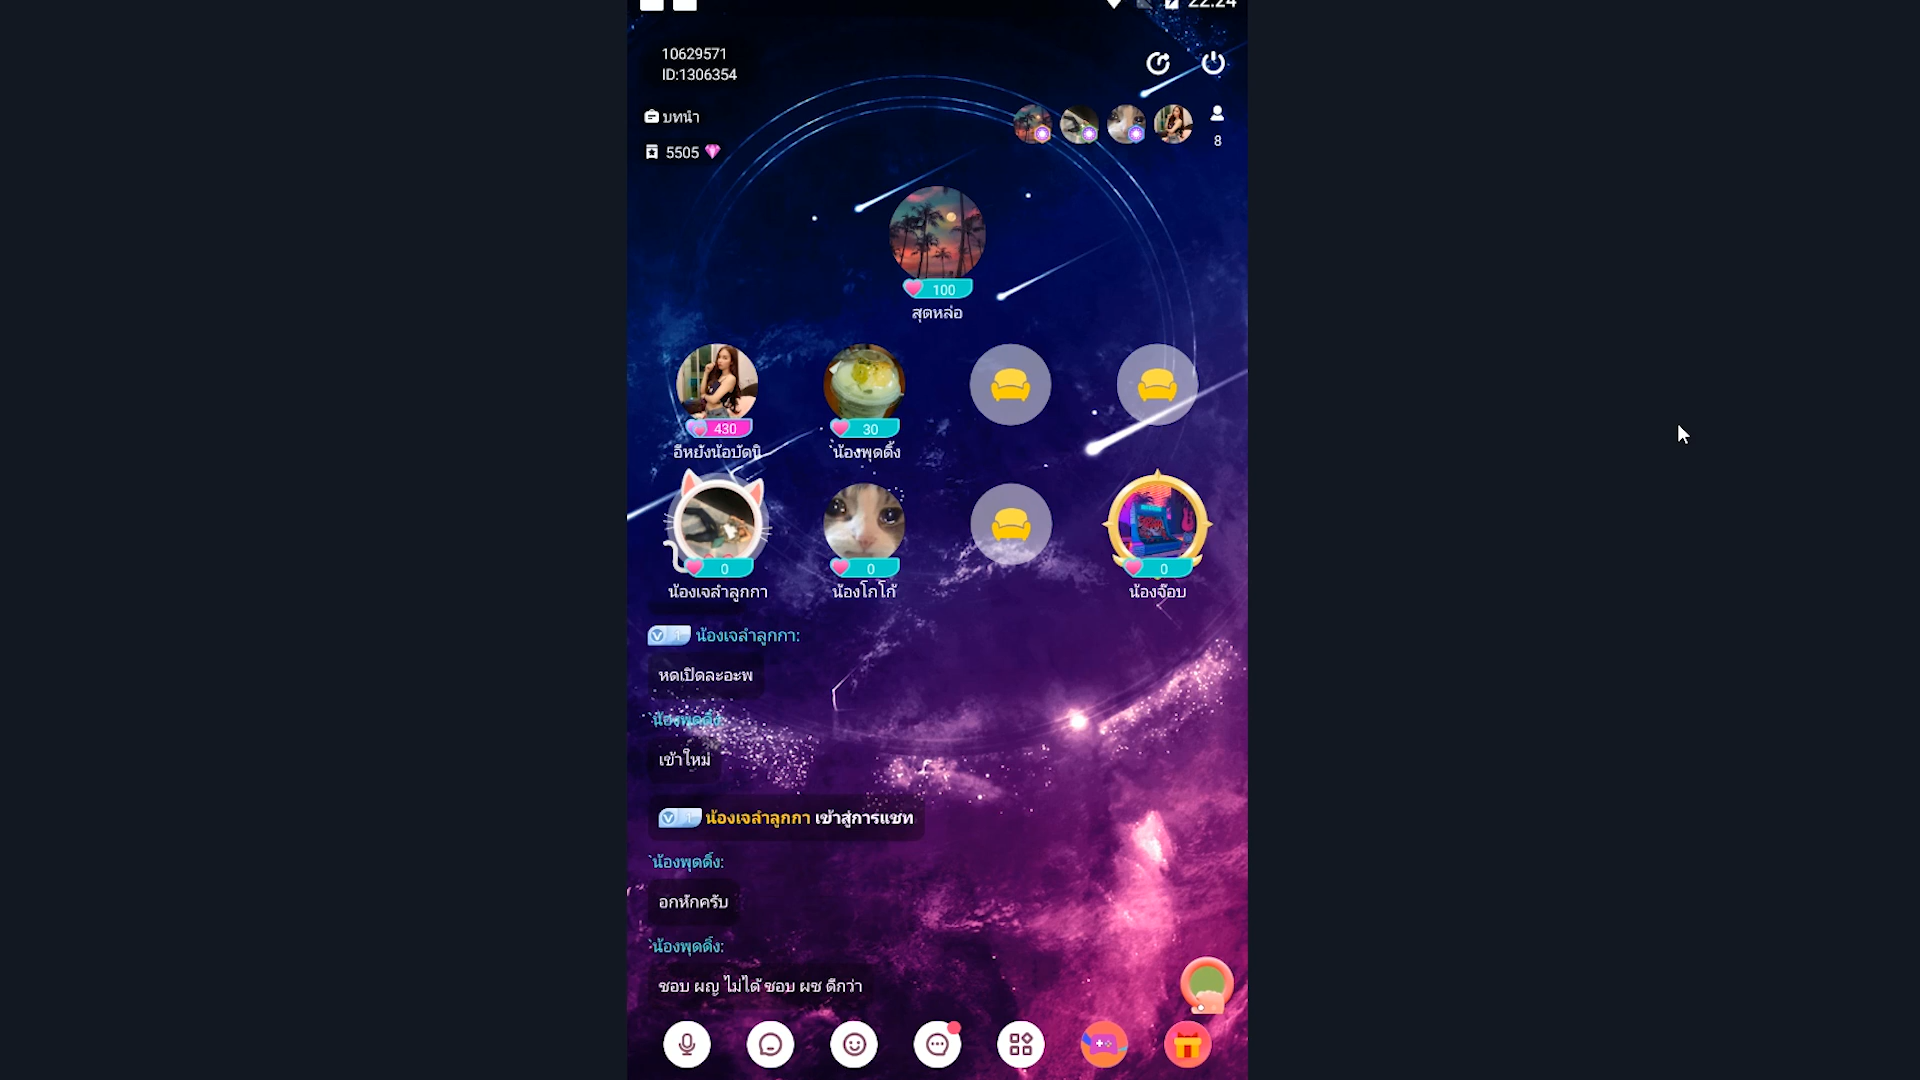 22:24
10629571
ID:1306354
บทนำ
5505
8
100
สุดหล่อ
430
30
อีหยังน้อบัดนิ
น้องพุดดิ้ง
0
0
0
น้องเจลำลูกกา
น้องโกโก้
น้องจ๊อบ
1 น้องเจลำลูกกา:
หดเปิดละอะพ
น้องพุดดิ้ง:
เข้าใหม่
1 น้องเจลำลูกกา เข้าสู่การแชท
น้องพุดดิ้ง:
อกหักครับ
น้องพุดดิ้ง:
ชอบ ผญ ไม่ได้ ชอบ ผช ดีกว่า